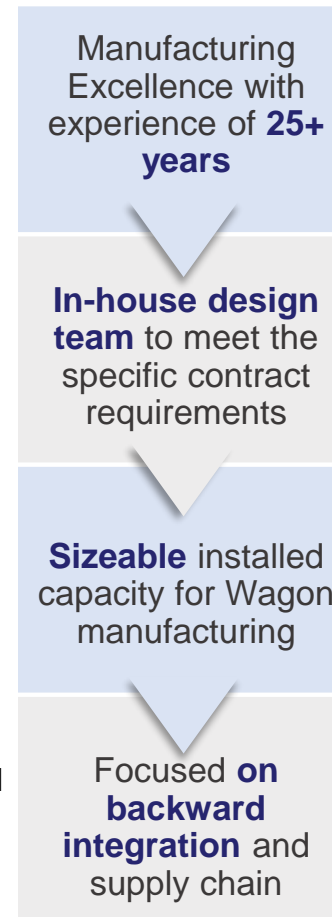 Manufacturing
Excellence with
experience of 25+
years
In-house design
team to meet the
specific contract
requirements
Sizeable installed
capacity for Wagon
manufacturing
Focused on
backward
integration and
supply chain